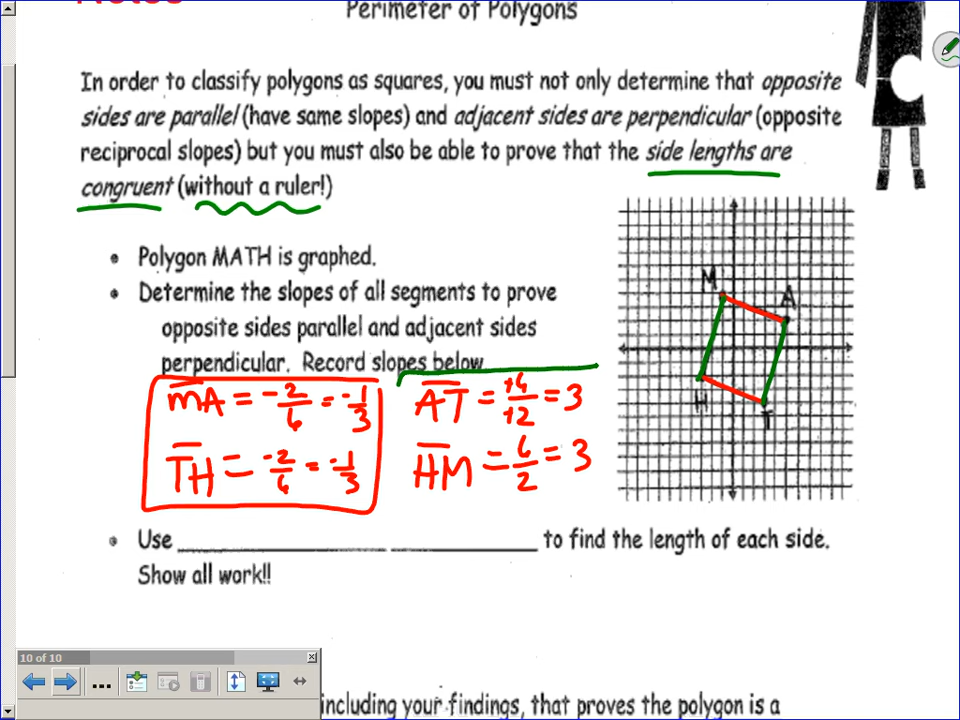 Perimeter of Polygons
In order to classify polygons as squares, you must not only determine that opposite
sides are parallel (have same slopes) and adjacent sides are perpendicular (opposite
reciprocal slopes) but you must also be able to prove that the side lengths are
congruent (without a ruler!)
• Polygon MATH is graphed.
• Determine the slopes of all segments to prove
opposite sides parallel and adjacent sides
perpendicular. Record slopes below
M
A
H
T
MA = -2/6 = -1/3
AT = +6/+2 = 3
TH = -2/6 = -1/3
HM = 6/2 = 3
• Use ____________ to find the length of each side.
Show all work!!
10 of 10
including your findings, that proves the polygon is a